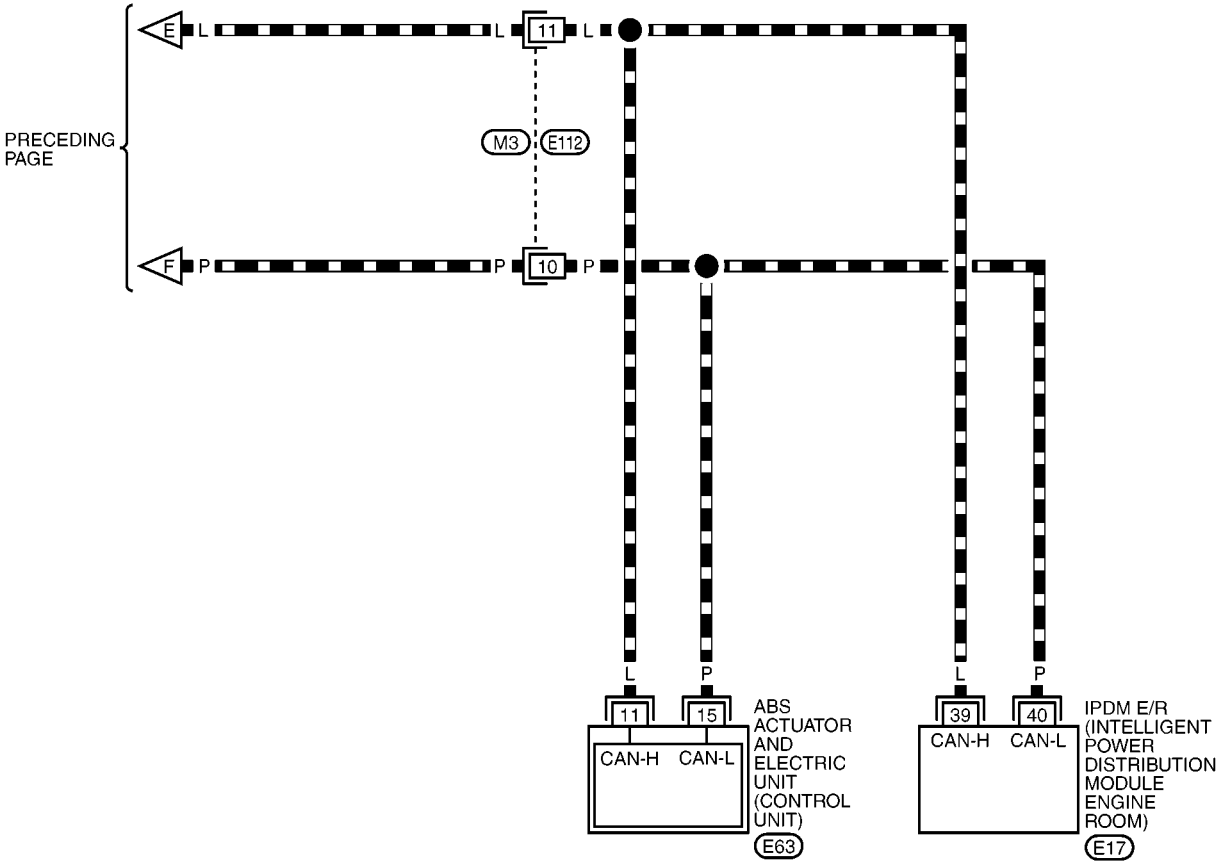 E L L 11 L
PRECEDING
PAGE
M3 E112
F P P 10 P
L P L P
11 15 39 40
CAN-H CAN-L
CAN-H CAN-L
ABS
ACTUATOR
AND
ELECTRIC
UNIT
(CONTROL
UNIT)
E63
IPDM E/R
(INTELLIGENT
POWER
DISTRIBUTION
MODULE
ENGINE
ROOM)
E17